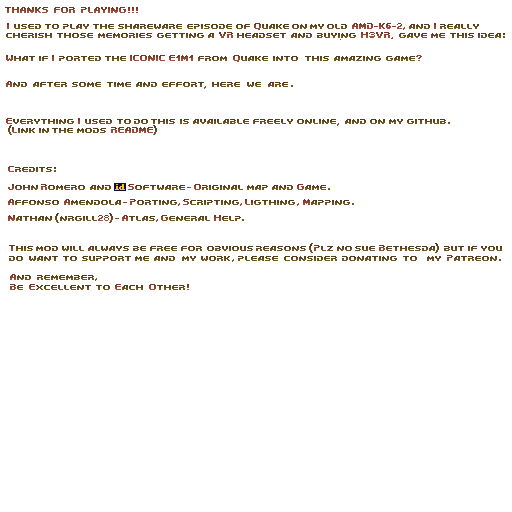 THANKS FOR PLAYING!!!
I USED TO PLAY THE SHAREWARE EPISODE OF QUAKE ON MY OLD AMD-K6-2, AND I REALLY
CHERISH THOSE MEMORIES GETTING A VR HEADSET AND BUYING H3VR, GAVE ME THIS IDEA:
WHAT IF I PORTED THE ICONIC E1M1 FROM QUAKE INTO THIS AMAZING GAME?
AND AFTER SOME TIME AND EFFORT, HERE WE ARE.
EVERYTHING I USED TO DO THIS IS AVAILABLE FREELY ONLINE, AND ON MY GITHUB.
(LINK IN THE MODS README)
CREDITS:
JOHN ROMERO AND id SOFTWARE- ORIGINAL MAP AND GAME.
AFFONSO AMENDOLA- PORTING, SCRIPTING, LIGTHING, MAPPING.
NATHAN (NRGILL28)- ATLAS, GENERAL HELP.
THIS MOD WILL ALWAYS BE FREE FOR OBVIOUS REASONS (PLZ NO SUE BETHESDA) BUT IF YOU
DO WANT TO SUPPORT ME AND MY WORK, PLEASE CONSIDER DONATING TO MY PATREON.
AND REMEMBER,
BE EXCELLENT TO EACH OTHER!